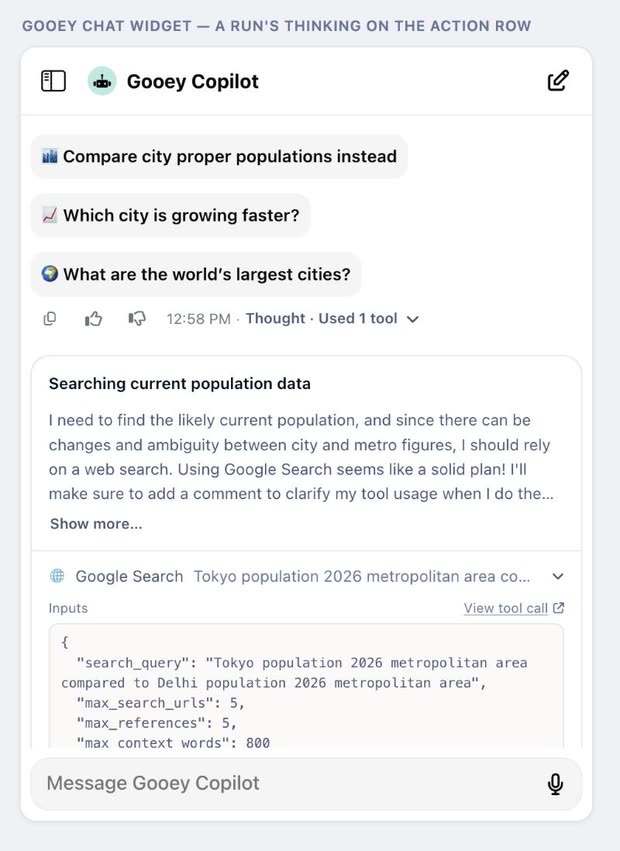 GOOEY CHAT WIDGET — A RUN'S THINKING ON THE ACTION ROW
Gooey Copilot
🏙️ Compare city proper populations instead
📈 Which city is growing faster?
🌍 What are the world's largest cities?
12:58 PM · Thought · Used 1 tool
Searching current population data
I need to find the likely current population, and since there can be
changes and ambiguity between city and metro figures, I should rely
on a web search. Using Google Search seems like a solid plan! I'll
make sure to add a comment to clarify my tool usage when I do the...
Show more...
Google Search Tokyo population 2026 metropolitan area co...
Inputs View tool call
{
"search_query": "Tokyo population 2026 metropolitan area
compared to Delhi population 2026 metropolitan area",
"max_search_urls": 5,
"max_references": 5,
"max_context_words": 800
Message Gooey Copilot